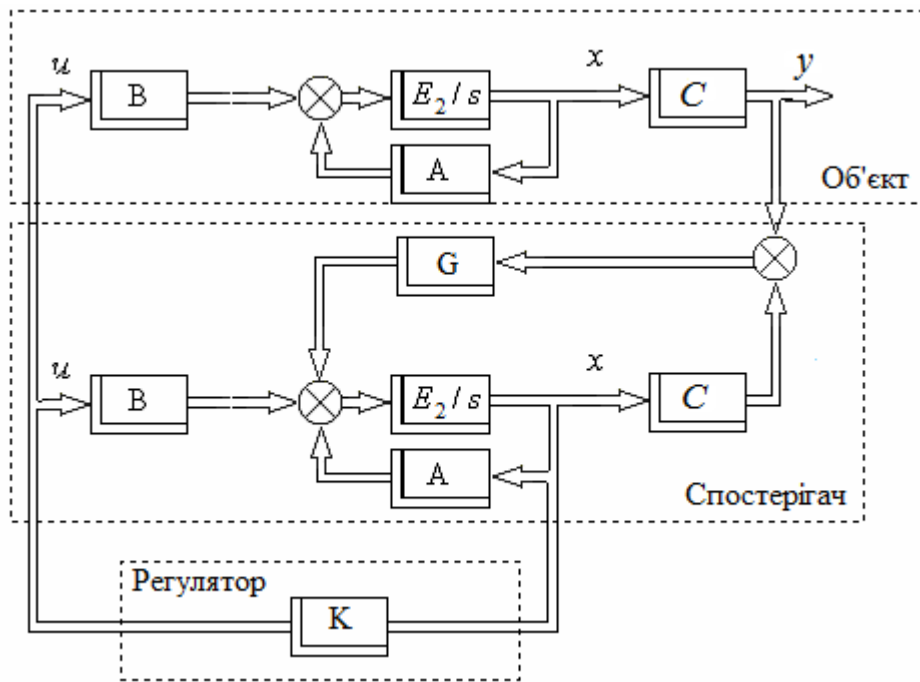 u B E₂/s x C y
A
Об'єкт
G
u B E₂/s x C
A
Спостерігач
Регулятор
K